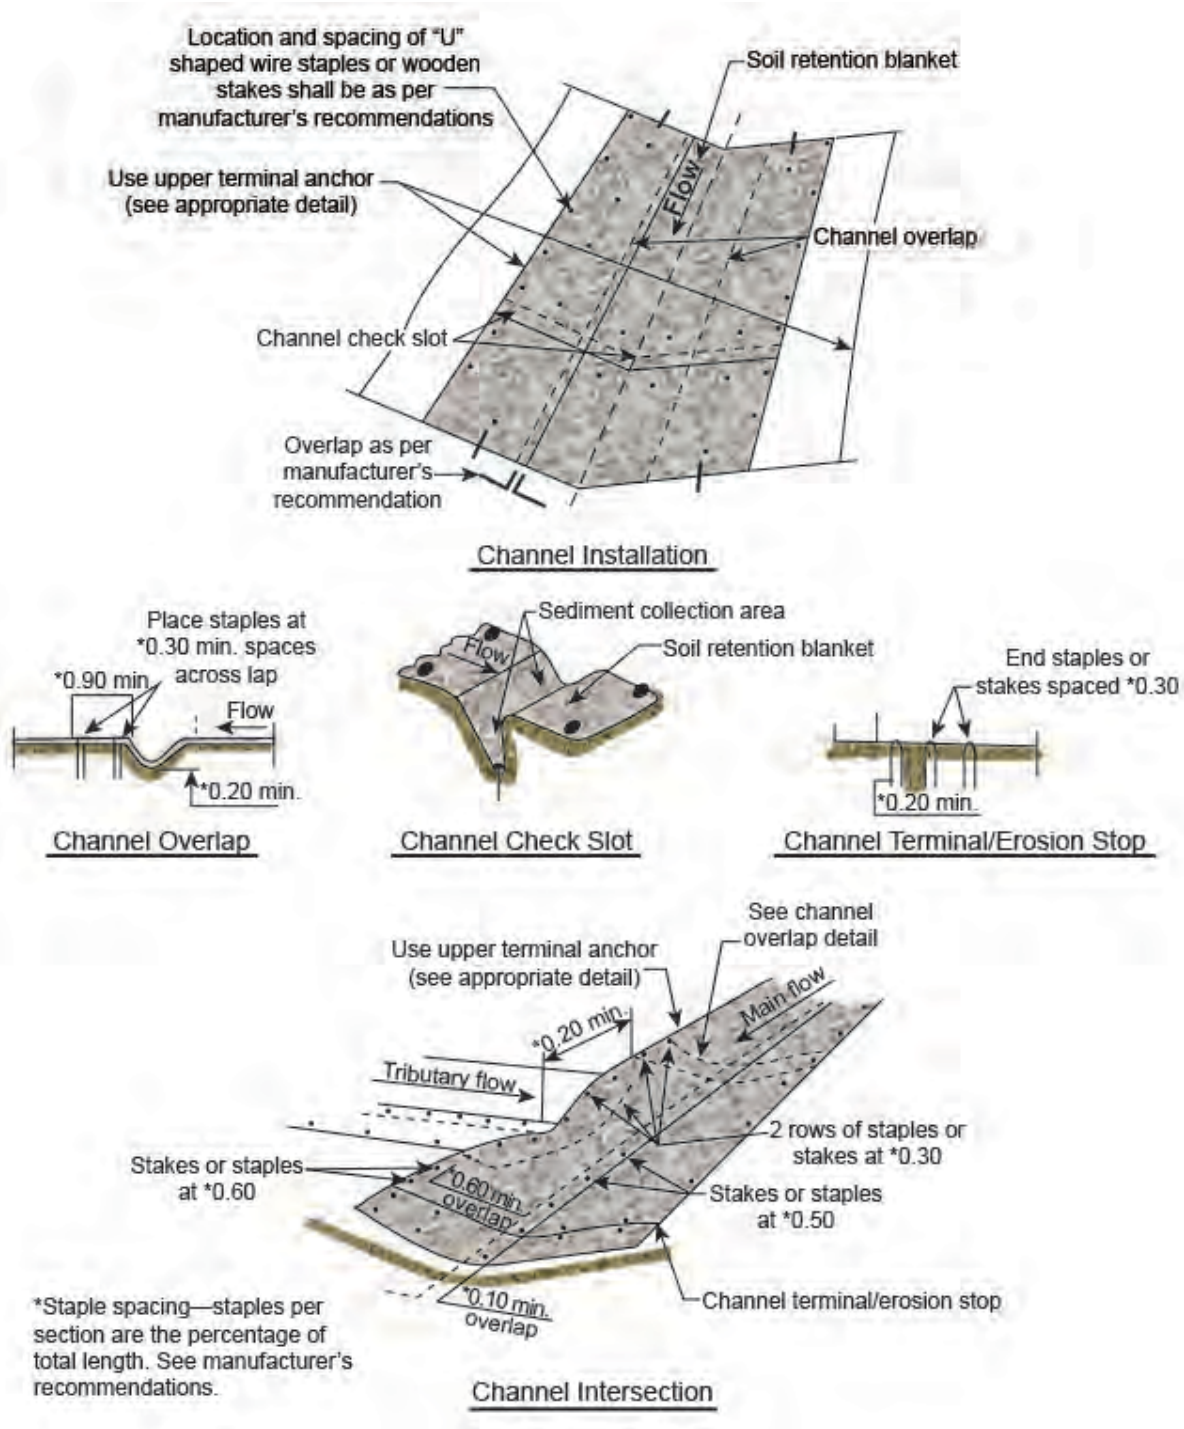 Location and spacing of “U”
shaped wire staples or wooden
stakes shall be as per
manufacturer's recommendations
Soil retention blanket
Use upper terminal anchor
(see appropriate detail)
Flow
Channel overlap
Channel check slot
Overlap as per
manufacturer's
recommendation
Channel Installation
Place staples at
*0.30 min. spaces
across lap
*0.90 min.
Flow
*0.20 min.
Channel Overlap
Sediment collection area
Flow
Soil retention blanket
Channel Check Slot
End staples or
stakes spaced *0.30
*0.20 min.
Channel Terminal/Erosion Stop
See channel
overlap detail
Use upper terminal anchor
(see appropriate detail)
Main flow
*0.20 min.
Tributary flow
2 rows of staples or
stakes at *0.30
Stakes or staples
at *0.60
*0.60 min.
overlap
Stakes or staples
at *0.50
Channel terminal/erosion stop
*0.10 min.
overlap
*Staple spacing—staples per
section are the percentage of
total length. See manufacturer's
recommendations.
Channel Intersection